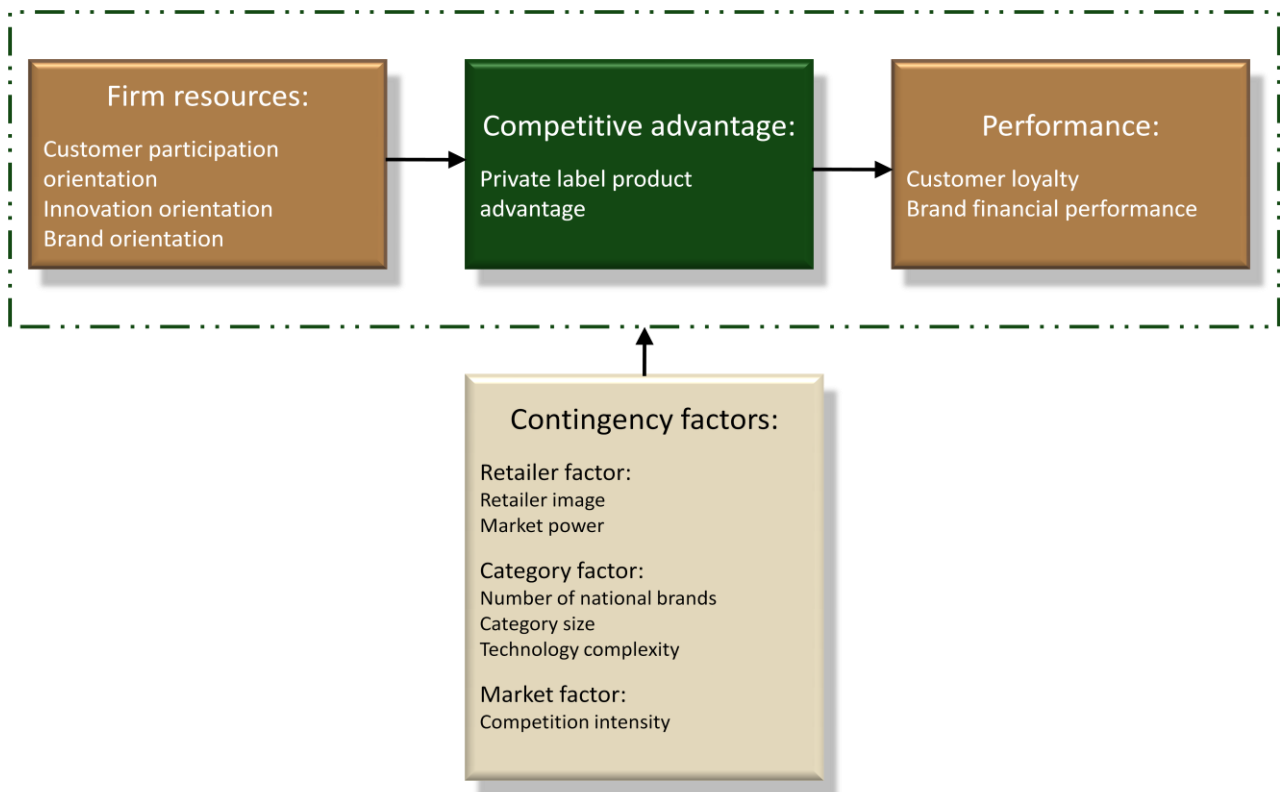 Firm resources:
Customer participation
orientation
Innovation orientation
Brand orientation
Competitive advantage:
Private label product
advantage
Performance:
Customer loyalty
Brand financial performance
Contingency factors:
Retailer factor:
Retailer image
Market power
Category factor:
Number of national brands
Category size
Technology complexity
Market factor:
Competition intensity